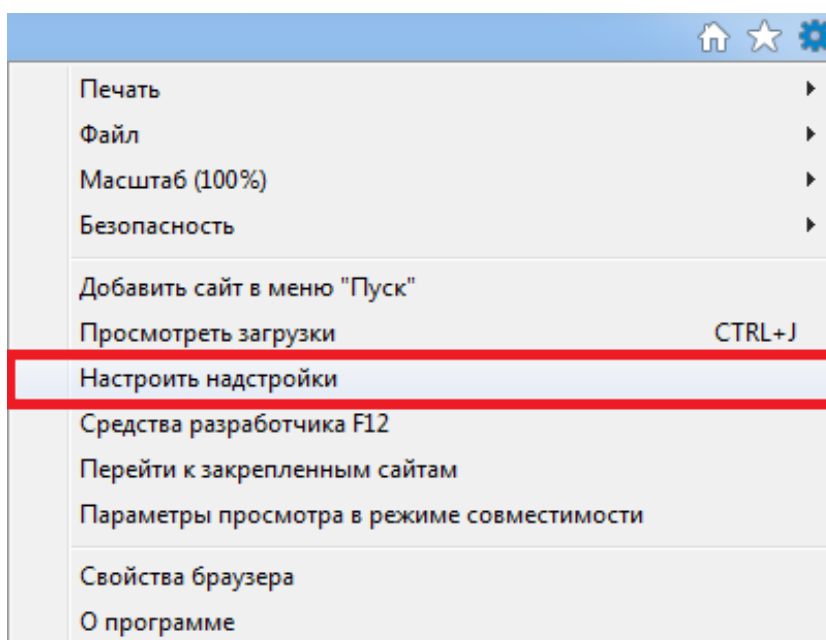 Печать
Файл
Масштаб (100%)
Безопасность
Добавить сайт в меню "Пуск"
Просмотреть загрузки CTRL+J
Настроить надстройки
Средства разработчика F12
Перейти к закрепленным сайтам
Параметры просмотра в режиме совместимости
Свойства браузера
О программе